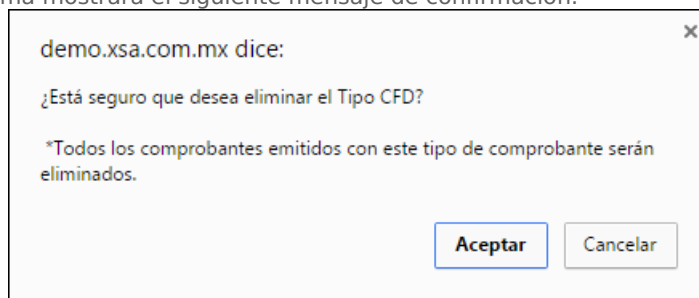 ma mostrará el siguiente mensaje de confirmación:
demo.xsa.com.mx dice:
¿Está seguro que desea eliminar el Tipo CFD?
*Todos los comprobantes emitidos con este tipo de comprobante serán
eliminados.
Aceptar Cancelar